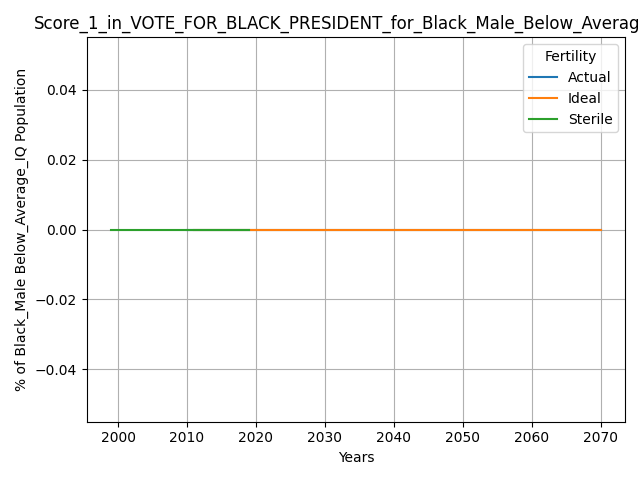 Score_1_in_VOTE_FOR_BLACK_PRESIDENT_for_Black_Male_Below_Averag
Fertility
Actual
Ideal
Sterile
% of Black_Male Below_Average_IQ Population
0.04
0.02
0.00
−0.02
−0.04
2000 2010 2020 2030 2040 2050 2060 2070
Years